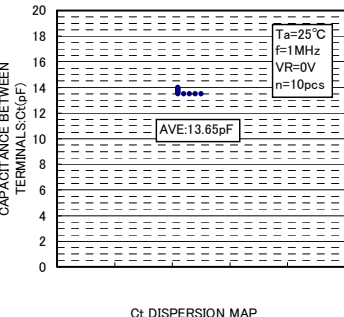 CAPACITANCE BETWEEN
TERMINALS:Ct(pF)
20
18
16
14
12
10
8
6
4
2
0
Ta=25℃
f=1MHz
VR=0V
n=10pcs
AVE:13.65pF
Ct DISPERSION MAP